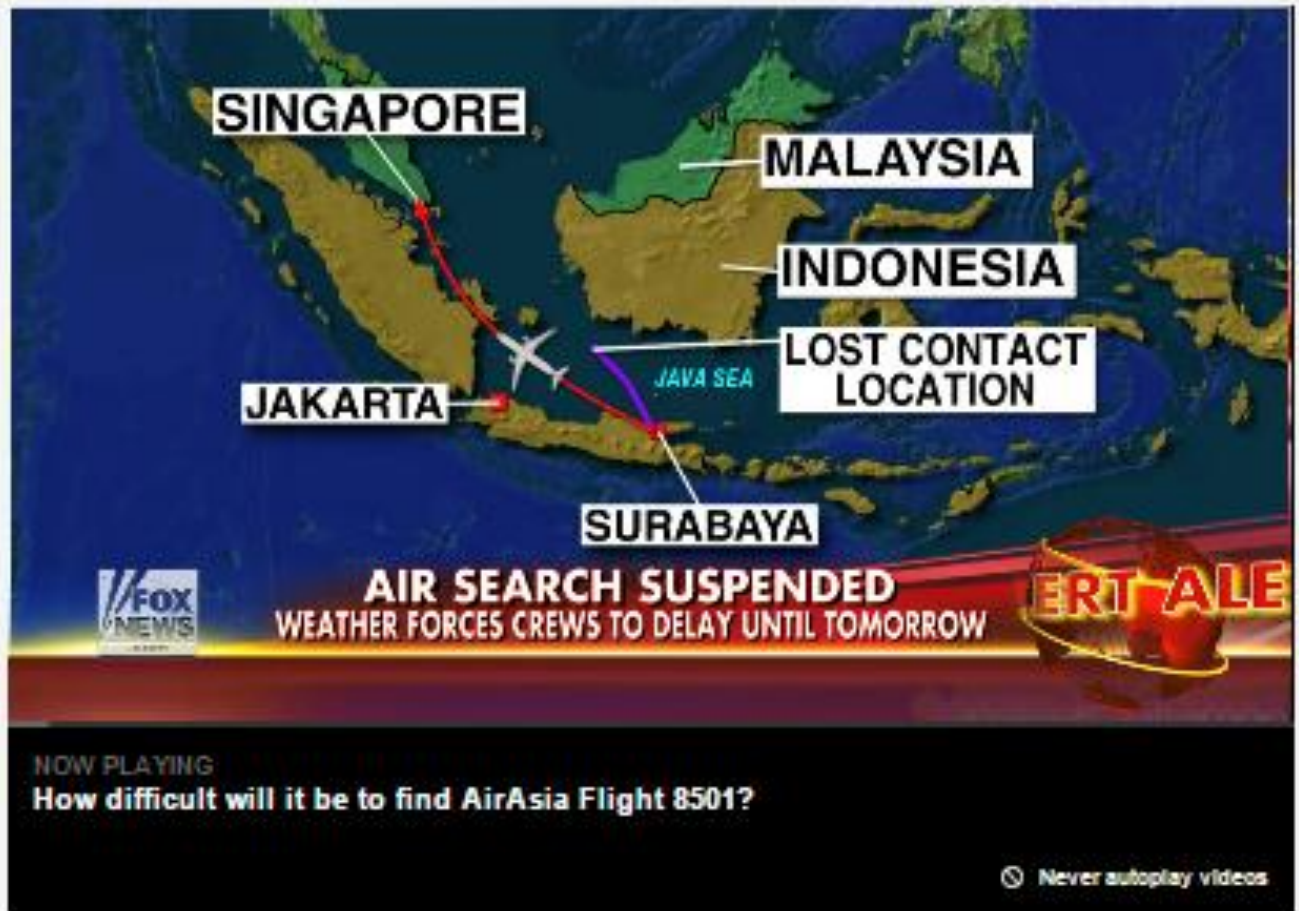 SINGAPORE
MALAYSIA
INDONESIA
LOST CONTACT
LOCATION
JAVA SEA
JAKARTA
SURABAYA
AIR SEARCH SUSPENDED
WEATHER FORCES CREWS TO DELAY UNTIL TOMORROW
FOX
NEWS
ERT ALE
NOW PLAYING
How difficult will it be to find AirAsia Flight 8501?
Never autoplay videos